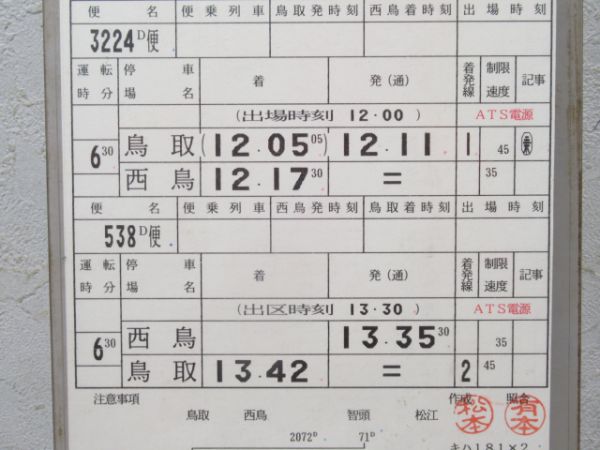 便 名 便乗列車 鳥取発時刻 西鳥着時刻 出場時刻
3224D便
運転時分 停車場名 着 発(通) 着発線 制限速度 記事
(出場時刻 12.00 ) ATS電源
6 30 鳥取 (12.05 05) 12.11 1 45
西鳥 12.17 30 = 35
便 名 便乗列車 西鳥発時刻 鳥取着時刻 出場時刻
538D便
運転時分 停車場名 着 発(通) 着発線 制限速度 記事
(出区時刻 13.30 ) ATS電源
6 30 西鳥 13.35 30 35
鳥取 13.42 = 2 45
注意事項 作成 松本 照合 有本
鳥取 西鳥 智頭 松江
2072D 71D
キハ181×2